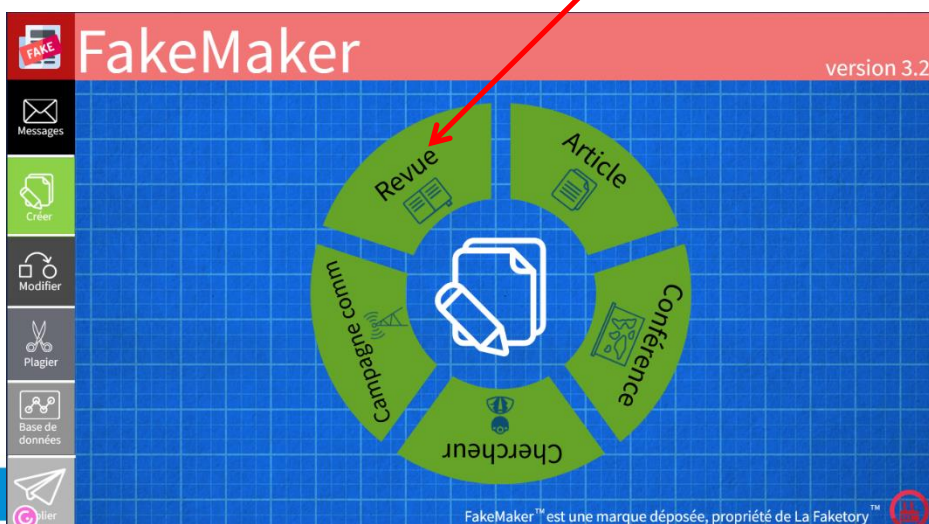 FAKE
FakeMaker
version 3.2
Messages
Créer
Modifier
Plagier
Base de
données
Revue
Article
Conférence
Chercheur
Campagne comm
FakeMaker™ est une marque déposée, propriété de La Faketory™